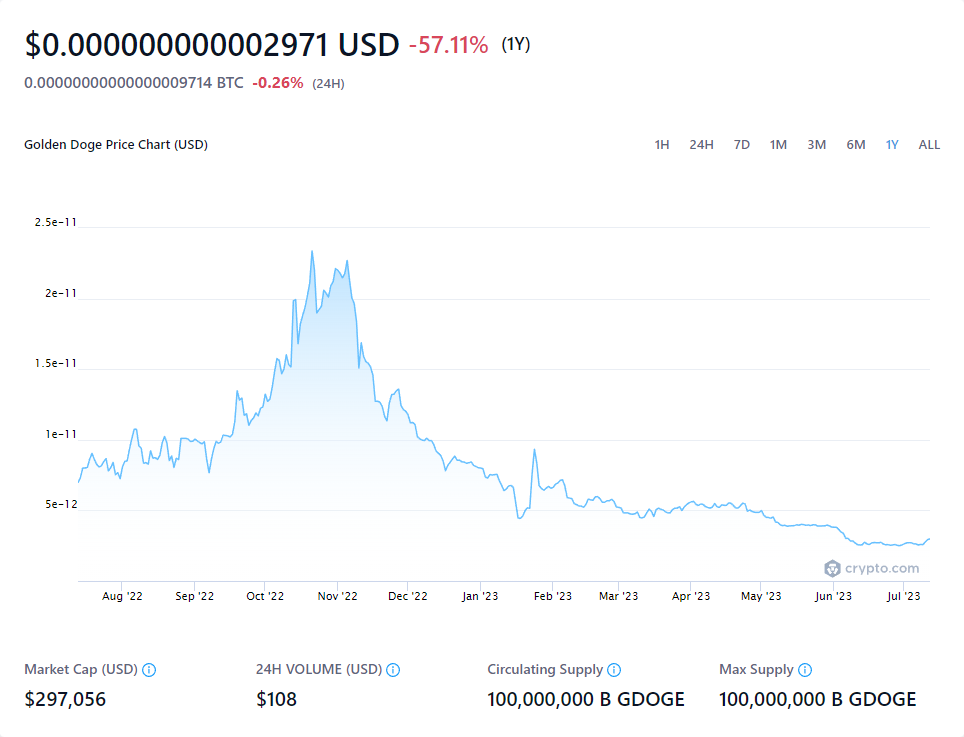 $0.000000000002971 USD -57.11% (1Y)
0.00000000000000009714 BTC -0.26% (24H)
Golden Doge Price Chart (USD) 1H 24H 7D 1M 3M 6M 1Y ALL
2.5e-11
2e-11
1.5e-11
1e-11
5e-12
crypto.com
Aug '22 Sep '22 Oct '22 Nov '22 Dec '22 Jan '23 Feb '23 Mar '23 Apr '23 May '23 Jun '23 Jul '23
Market Cap (USD) 24H VOLUME (USD) Circulating Supply Max Supply
$297,056 $108 100,000,000 B GDOGE 100,000,000 B GDOGE